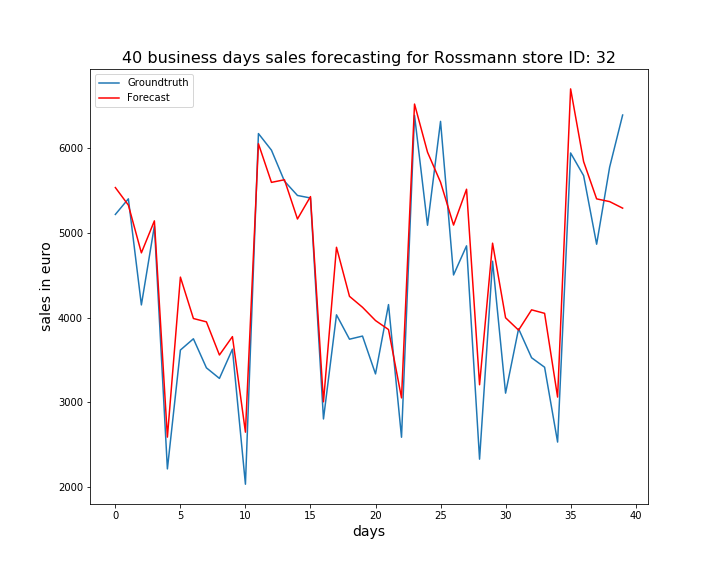 40 business days sales forecasting for Rossmann store ID: 32
Groundtruth
Forecast
6000
5000
4000
3000
2000
sales in euro
0 5 10 15 20 25 30 35 40
days